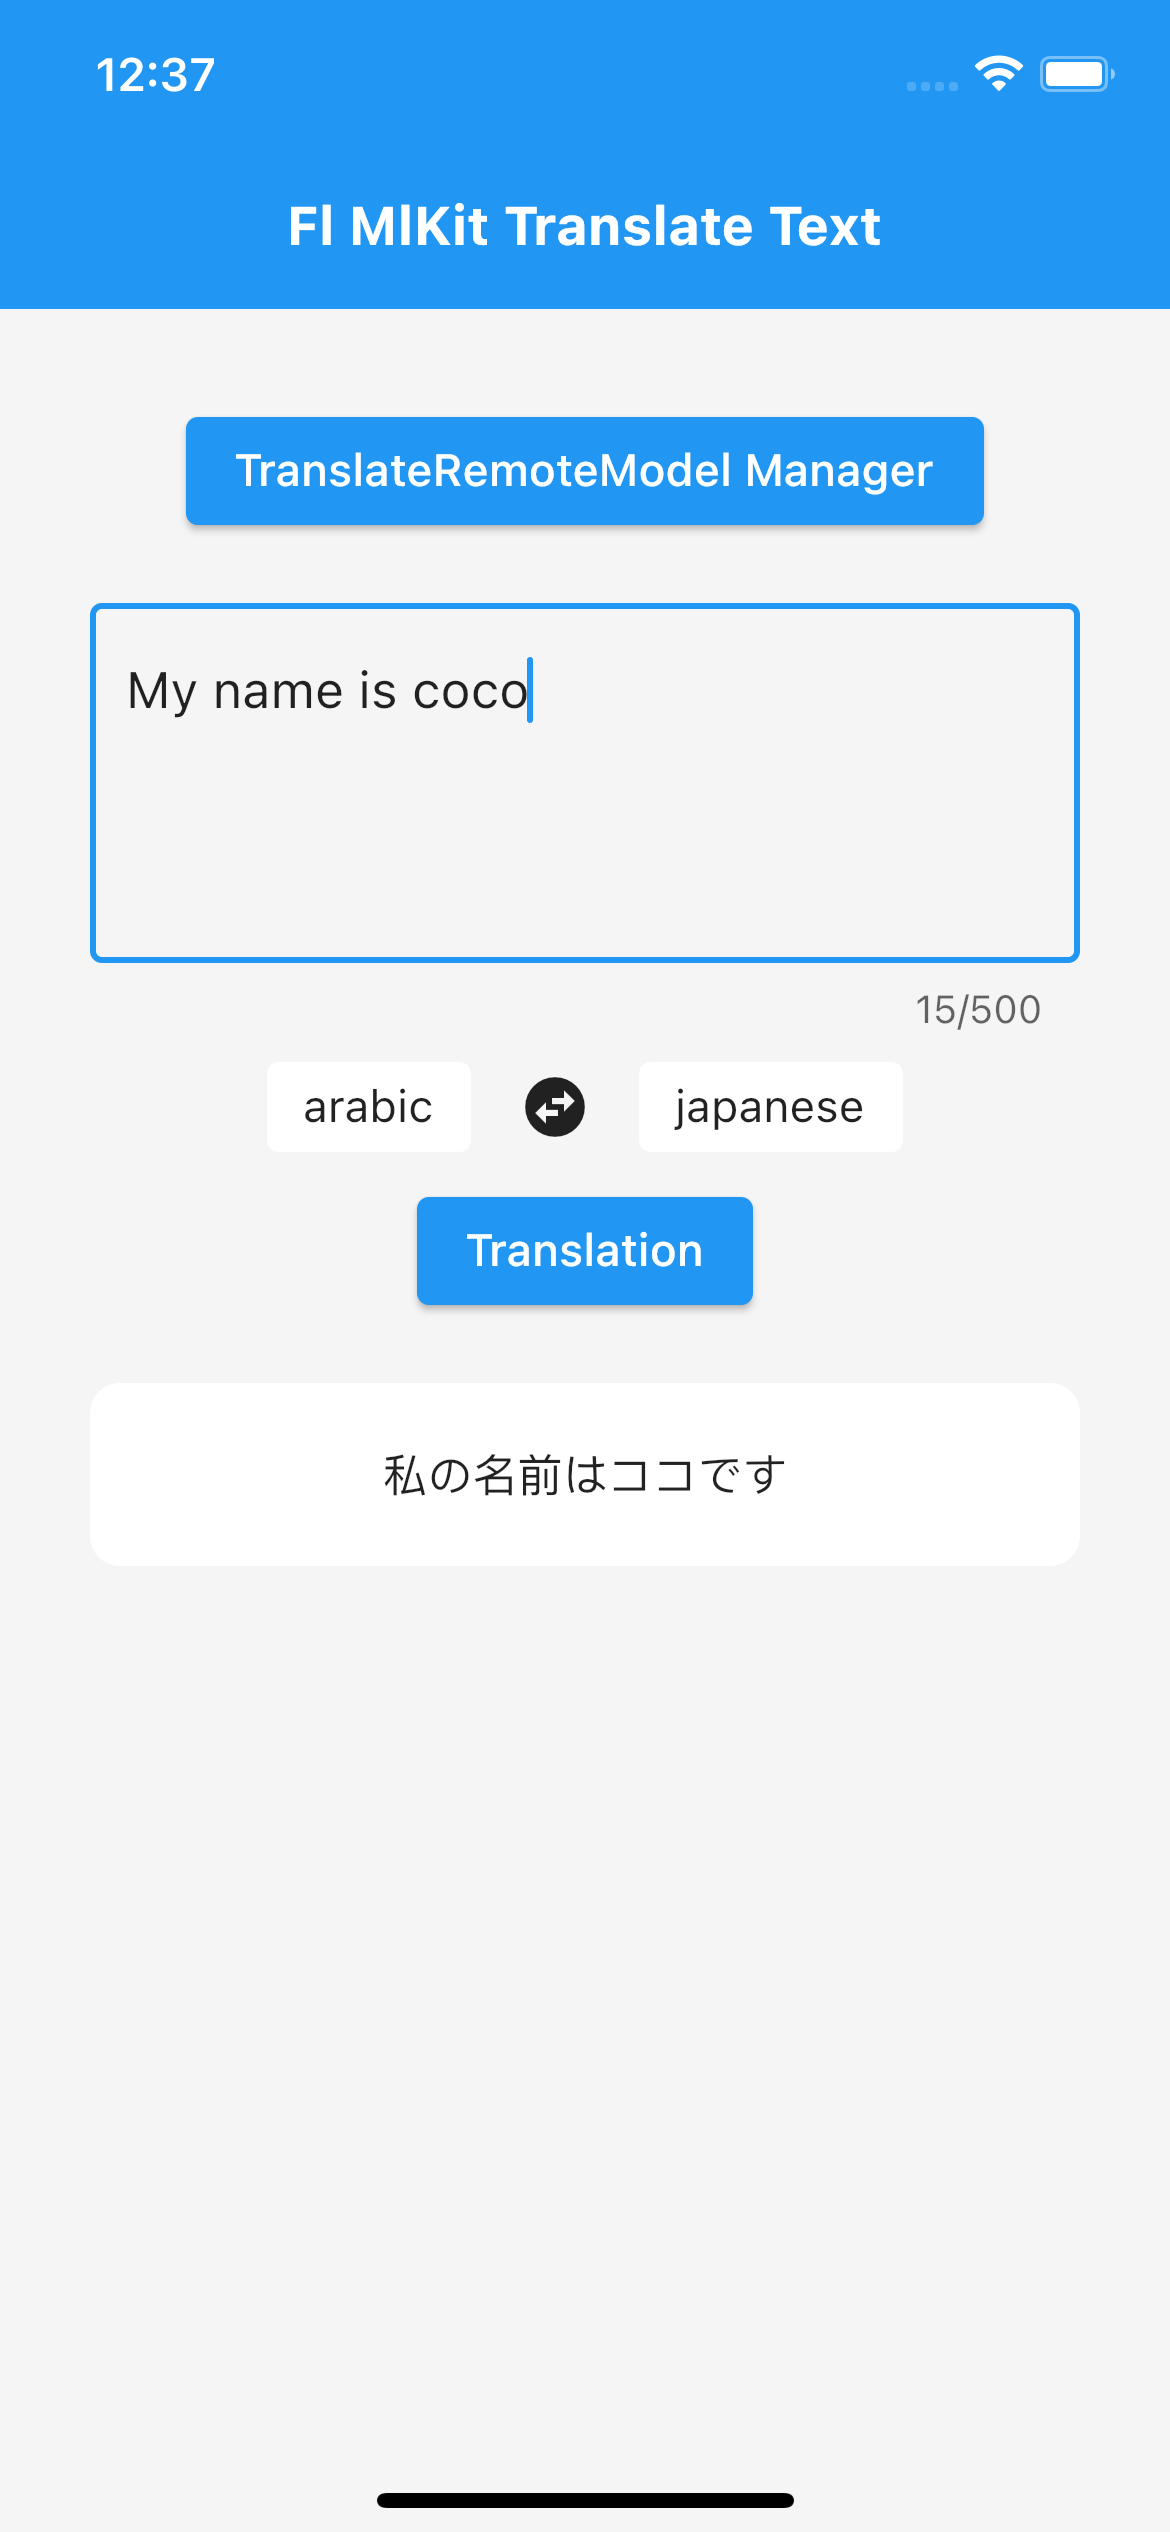 12:37
Fl MlKit Translate Text
TranslateRemoteModel Manager
My name is coco
15/500
arabic
japanese
Translation
私の名前はココです